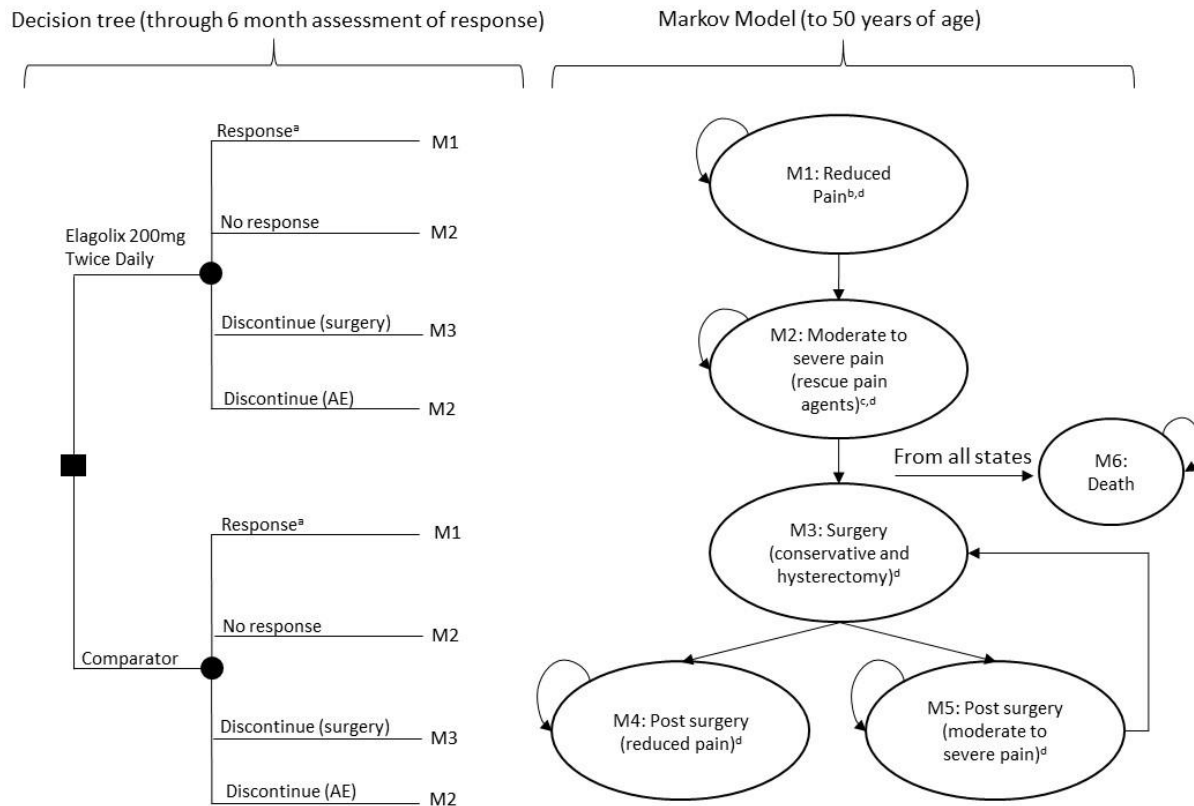 Decision tree (through 6 month assessment of response)
Markov Model (to 50 years of age)
Responseᵃ
M1
No response
M2
Elagolix 200mg
Twice Daily
Discontinue (surgery)
M3
Discontinue (AE)
M2
Responseᵃ
M1
No response
M2
Comparator
Discontinue (surgery)
M3
Discontinue (AE)
M2
M1: Reduced
Painᵇ,ᵈ
M2: Moderate to
severe pain
(rescue pain
agents)ᶜ,ᵈ
From all states
M6:
Death
M3: Surgery
(conservative and
hysterectomy)ᵈ
M4: Post surgery
(reduced pain)ᵈ
M5: Post surgery
(moderate to
severe pain)ᵈ